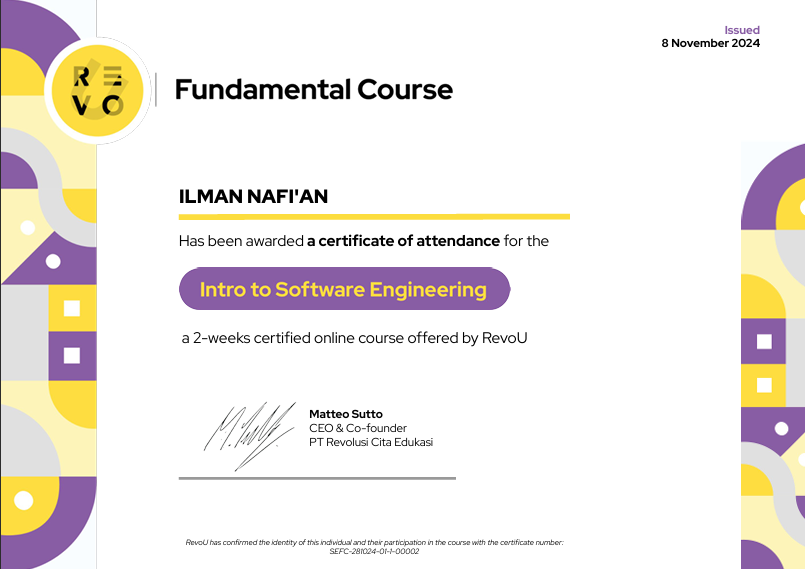 Issued
8 November 2024
RE
VO
Fundamental Course
ILMAN NAFI'AN
Has been awarded a certificate of attendance for the
Intro to Software Engineering
a 2-weeks certified online course offered by RevoU
Matteo Sutto
CEO & Co-founder
PT Revolusi Cita Edukasi
RevoU has confirmed the identity of this individual and their participation in the course with the certificate number:
SEFC-281024-01-1-00002